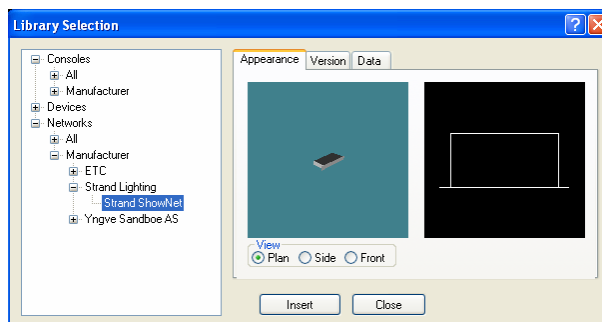 Library Selection
Consoles
All
Manufacturer
Devices
Networks
All
Manufacturer
ETC
Strand Lighting
Strand ShowNet
Yngve Sandboe AS
Appearance Version Data
View
Plan Side Front
Insert Close